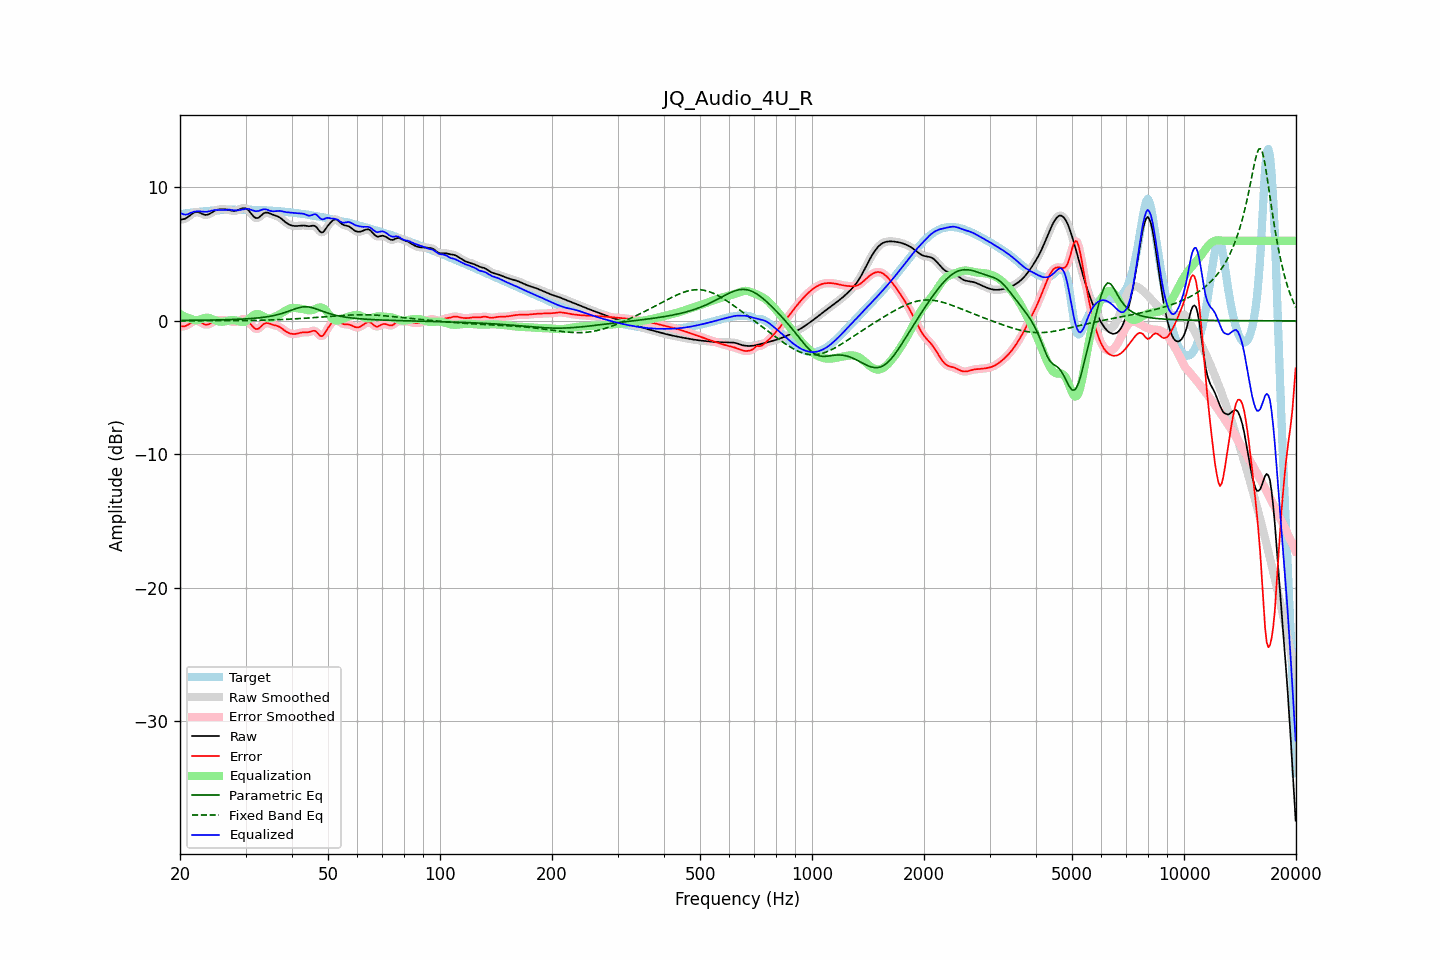 JQ_Audio_4U_R
Amplitude (dBr)
10
0
−10
−20
−30
Target
Raw Smoothed
Error Smoothed
Raw
Error
Equalization
Parametric Eq
Fixed Band Eq
Equalized
20 50 100 200 500 1000 2000 5000 10000 20000
Frequency (Hz)